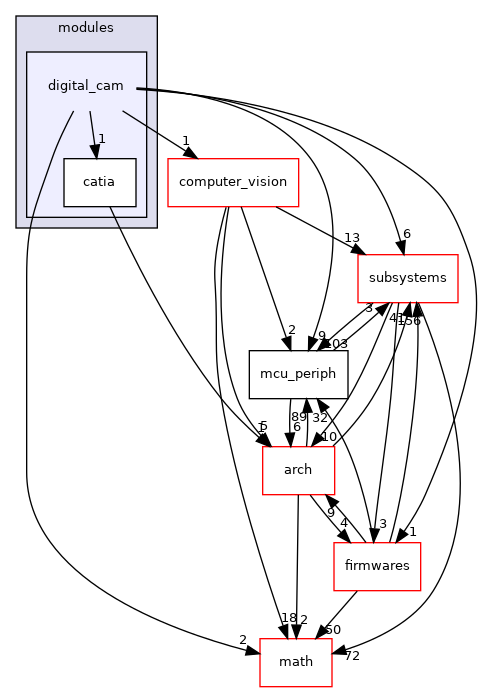 modules
digital_cam
1
1
catia
computer_vision
13
6
subsystems
3
41
156
2
9
103
mcu_periph
89
32
6
1
5
10
arch
9
4
3
1
firmwares
18
2
50
2
72
math